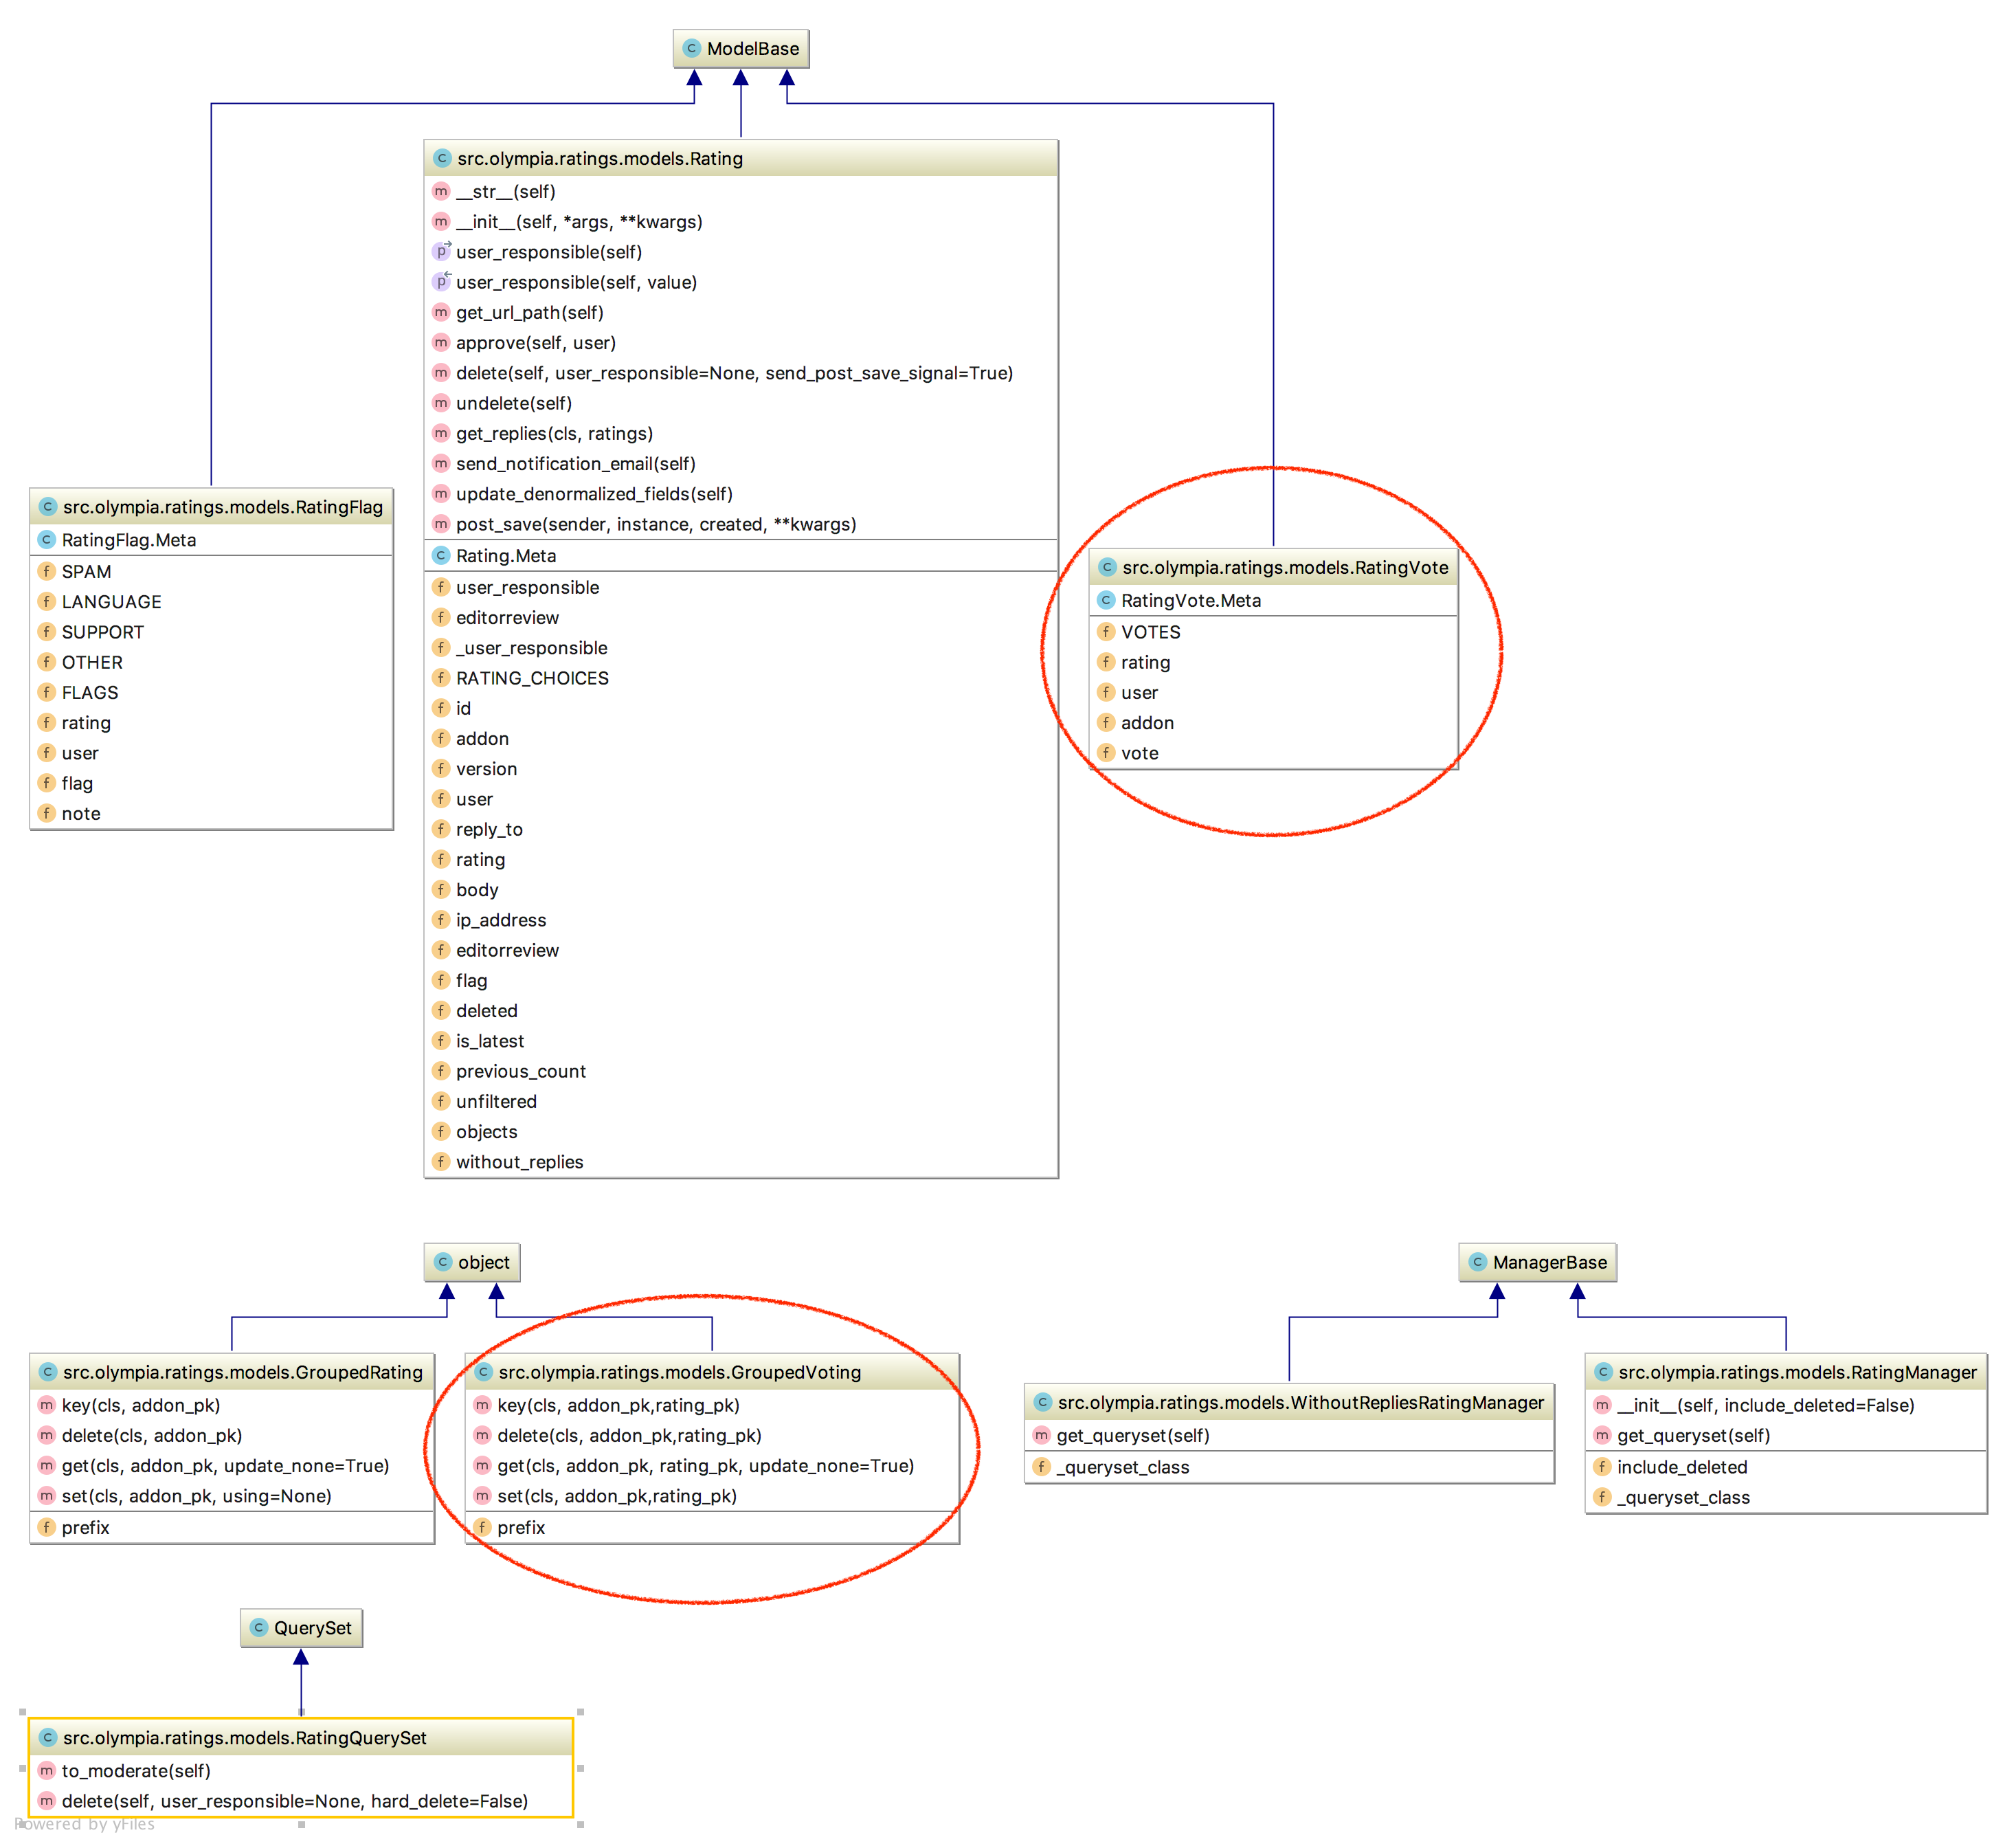 ModelBase
src.olympia.ratings.models.Rating
__str__(self)
__init__(self, *args, **kwargs)
user_responsible(self)
user_responsible(self, value)
get_url_path(self)
approve(self, user)
delete(self, user_responsible=None, send_post_save_signal=True)
undelete(self)
get_replies(cls, ratings)
send_notification_email(self)
update_denormalized_fields(self)
post_save(sender, instance, created, **kwargs)
Rating.Meta
user_responsible
editorreview
_user_responsible
RATING_CHOICES
id
addon
version
user
reply_to
rating
body
ip_address
editorreview
flag
deleted
is_latest
previous_count
unfiltered
objects
without_replies
src.olympia.ratings.models.RatingFlag
RatingFlag.Meta
SPAM
LANGUAGE
SUPPORT
OTHER
FLAGS
rating
user
flag
note
src.olympia.ratings.models.RatingVote
RatingVote.Meta
VOTES
rating
user
addon
vote
object
src.olympia.ratings.models.GroupedRating
key(cls, addon_pk)
delete(cls, addon_pk)
get(cls, addon_pk, update_none=True)
set(cls, addon_pk, using=None)
prefix
src.olympia.ratings.models.GroupedVoting
key(cls, addon_pk,rating_pk)
delete(cls, addon_pk,rating_pk)
get(cls, addon_pk, rating_pk, update_none=True)
set(cls, addon_pk,rating_pk)
prefix
ManagerBase
src.olympia.ratings.models.WithoutRepliesRatingManager
get_queryset(self)
_queryset_class
src.olympia.ratings.models.RatingManager
__init__(self, include_deleted=False)
get_queryset(self)
include_deleted
_queryset_class
QuerySet
src.olympia.ratings.models.RatingQuerySet
to_moderate(self)
delete(self, user_responsible=None, hard_delete=False)
Powered by yFiles